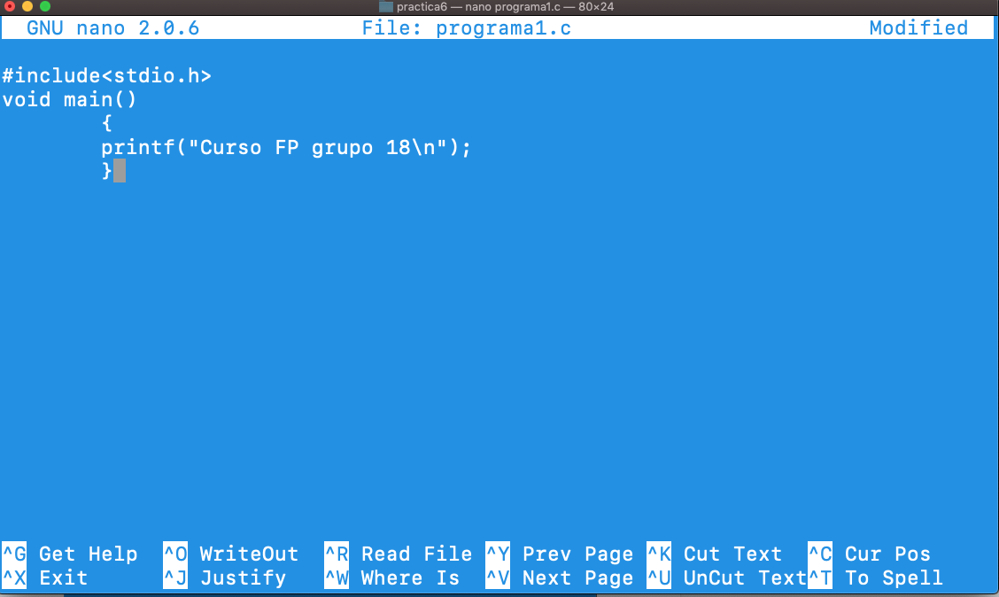 practica6 — nano programa1.c — 80×24
GNU nano 2.0.6 File: programa1.c Modified
#include<stdio.h>
void main()
{
printf("Curso FP grupo 18\n");
}
^G Get Help ^O WriteOut ^R Read File ^Y Prev Page ^K Cut Text ^C Cur Pos
^X Exit ^J Justify ^W Where Is ^V Next Page ^U UnCut Text ^T To Spell